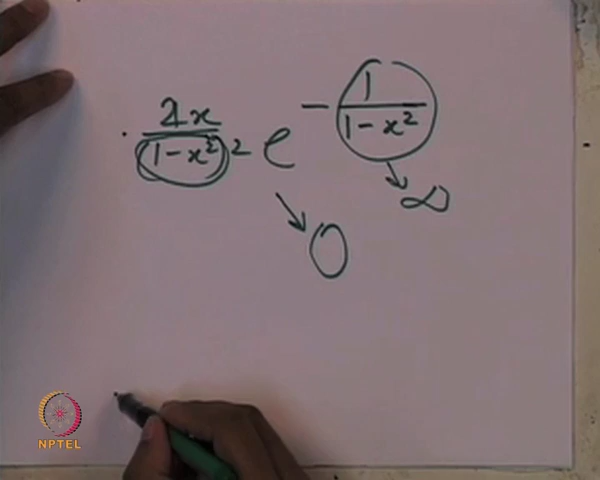 · 2x/(1-x²)² e^(-1/(1-x²))
→ ∞
→ 0
NPTEL